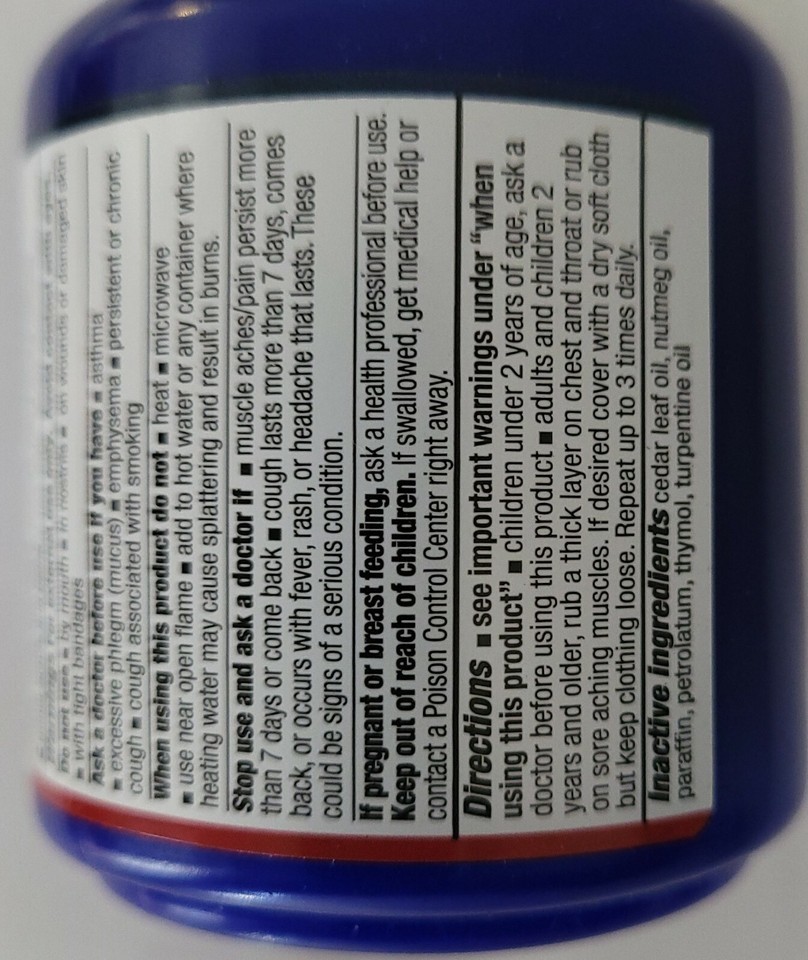 Warnings For external use only. Avoid contact with eyes.
Do not use ■ by mouth ■ in nostrils ■ on wounds or damaged skin
■ with tight bandages
Ask a doctor before use if you have ■ asthma
■ excessive phlegm (mucus) ■ emphysema ■ persistent or chronic
cough ■ cough associated with smoking
When using this product do not ■ heat ■ microwave
■ use near open flame ■ add to hot water or any container where
heating water may cause splattering and result in burns.
Stop use and ask a doctor if ■ muscle aches/pain persist more
than 7 days or come back ■ cough lasts more than 7 days, comes
back, or occurs with fever, rash, or headache that lasts. These
could be signs of a serious condition.
If pregnant or breast feeding, ask a health professional before use.
Keep out of reach of children. If swallowed, get medical help or
contact a Poison Control Center right away.
Directions ■ see important warnings under "when
using this product" ■ children under 2 years of age, ask a
doctor before using this product ■ adults and children 2
years and older, rub a thick layer on chest and throat or rub
on sore aching muscles. If desired cover with a dry soft cloth
but keep clothing loose. Repeat up to 3 times daily.
Inactive ingredients cedar leaf oil, nutmeg oil,
paraffin, petrolatum, thymol, turpentine oil